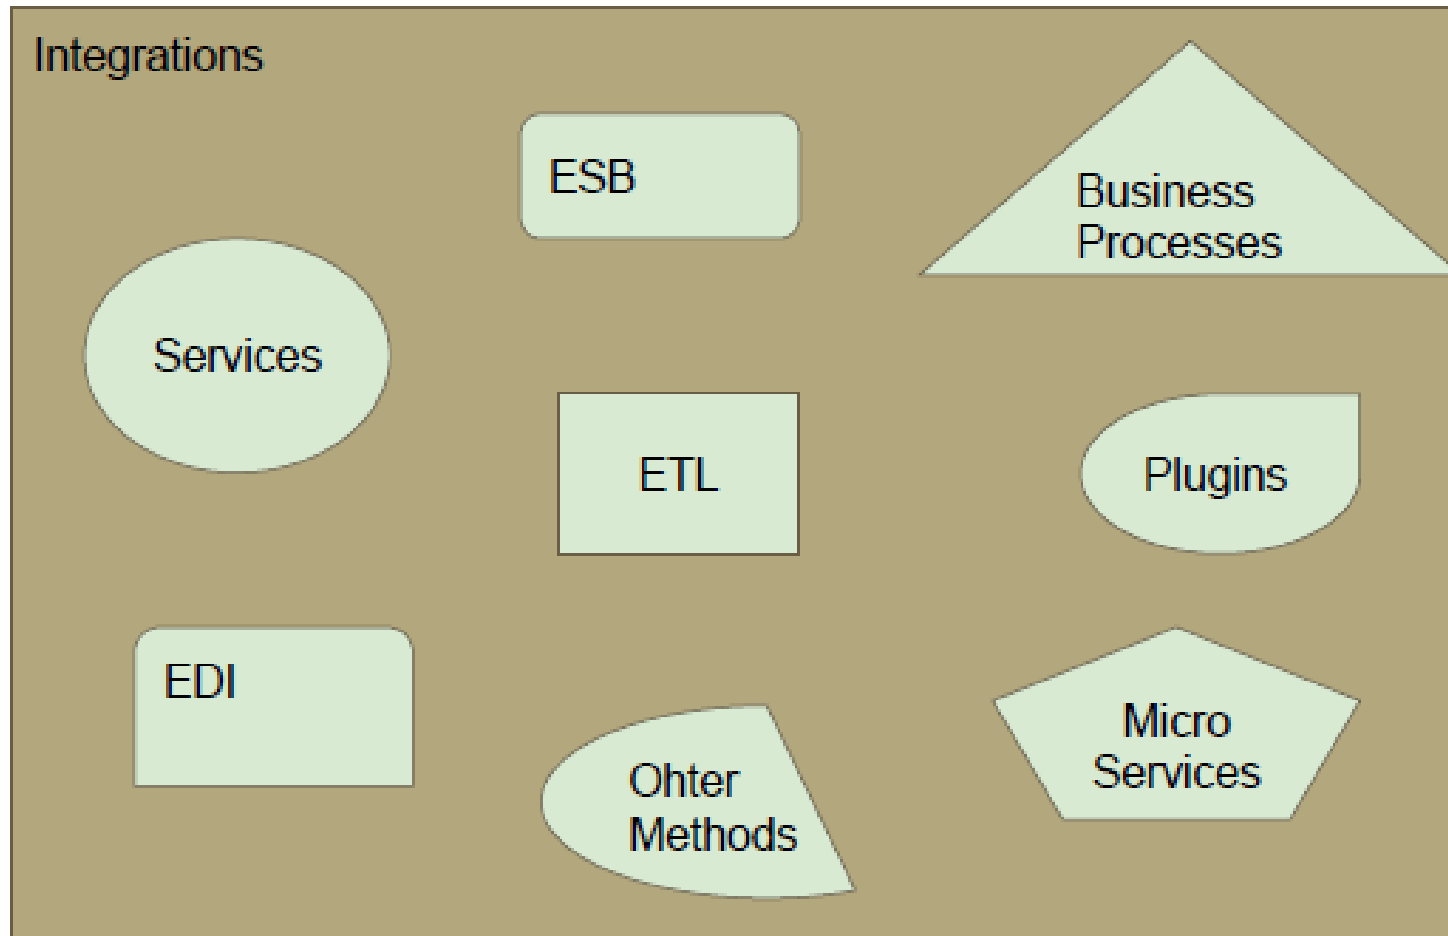 Integrations
ESB
Business
Processes
Services
ETL
Plugins
EDI
Ohter
Methods
Micro
Services